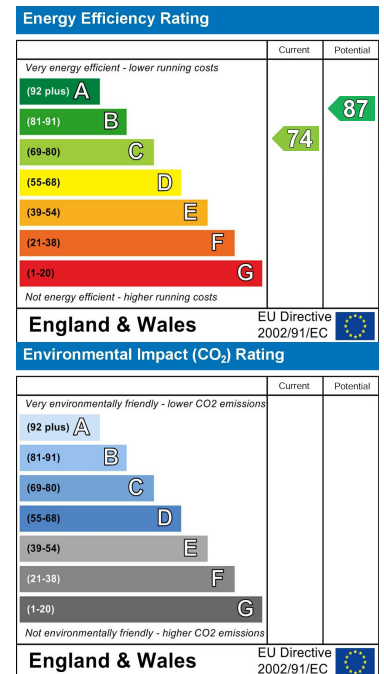 Energy Efficiency Rating
Current Potential
Very energy efficient - lower running costs
(92 plus) A
(81-91) B
(69-80) C
(55-68) D
(39-54) E
(21-38) F
(1-20) G
74
87
Not energy efficient - higher running costs
England & Wales
EU Directive
2002/91/EC
Environmental Impact (CO₂) Rating
Current Potential
Very environmentally friendly - lower CO2 emissions
(92 plus) A
(81-91) B
(69-80) C
(55-68) D
(39-54) E
(21-38) F
(1-20) G
Not environmentally friendly - higher CO2 emissions
England & Wales
EU Directive
2002/91/EC